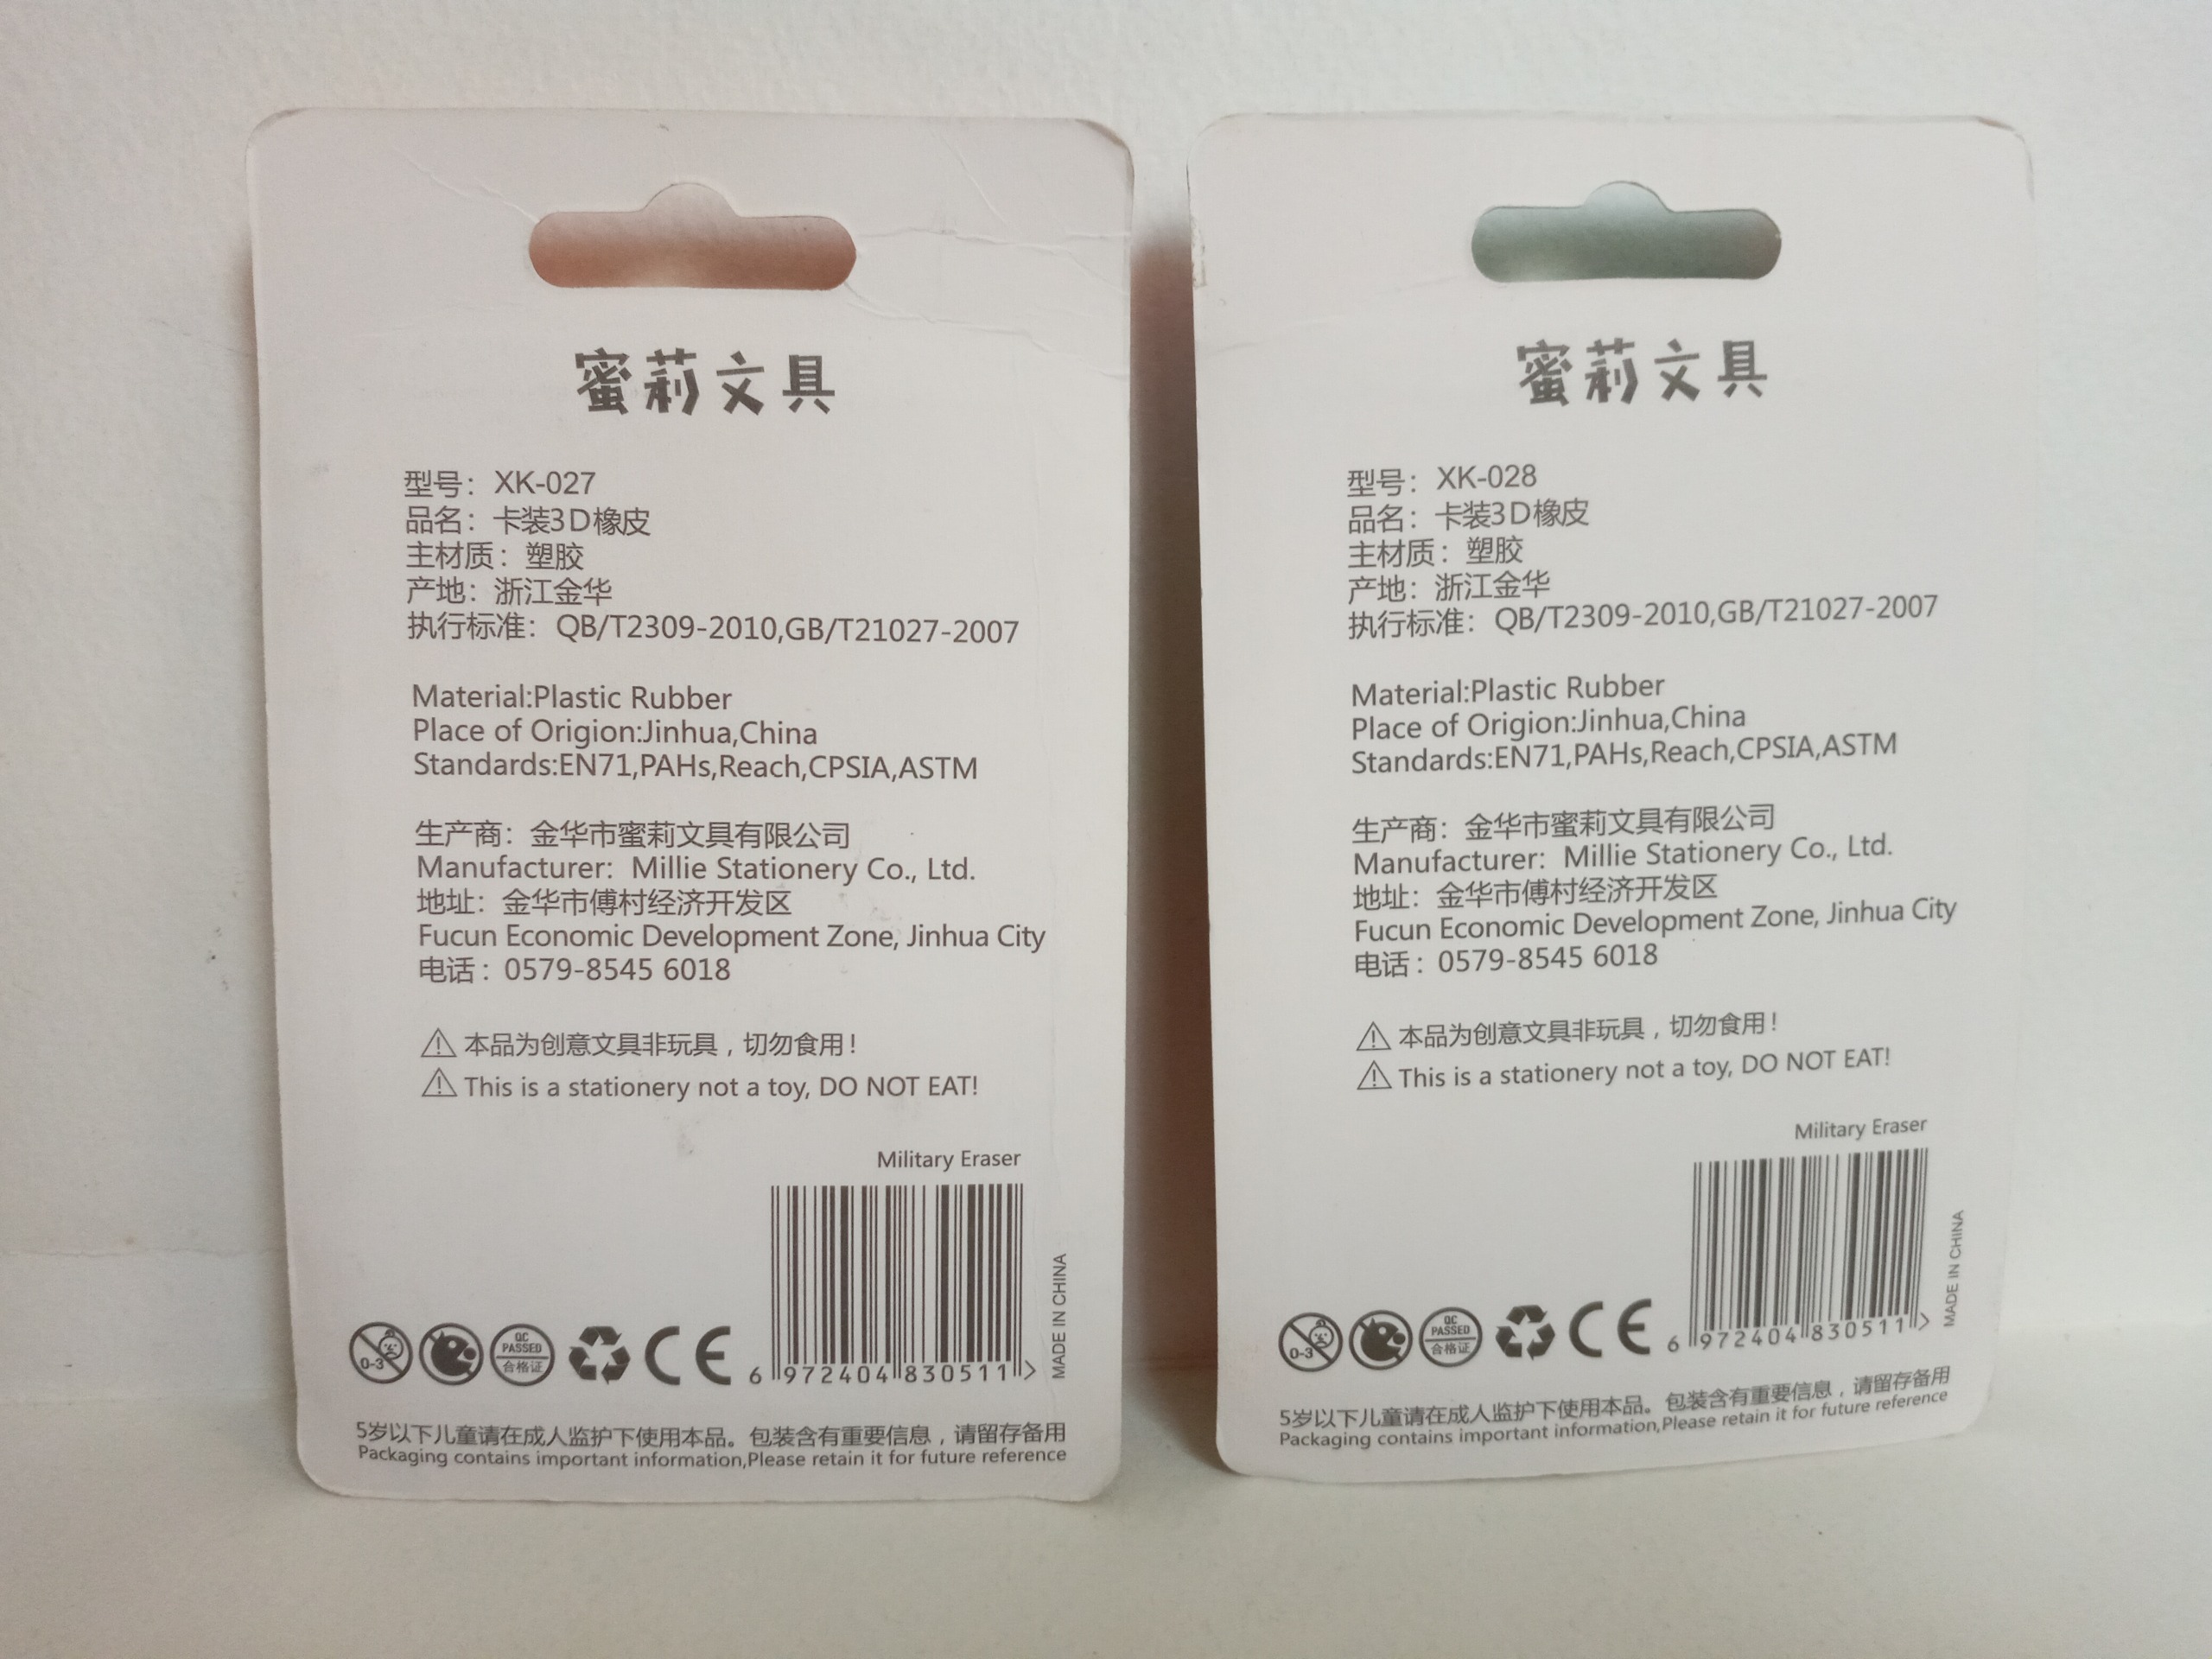 蜜莉文具
型号：XK-027
品名：卡装3D橡皮
主材质：塑胶
产地：浙江金华
执行标准：QB/T2309-2010,GB/T21027-2007
Material:Plastic Rubber
Place of Origion:Jinhua,China
Standards:EN71,PAHs,Reach,CPSIA,ASTM
生产商：金华市蜜莉文具有限公司
Manufacturer: Millie Stationery Co., Ltd.
地址：金华市傅村经济开发区
Fucun Economic Development Zone, Jinhua City
电话：0579-8545 6018
本品为创意文具非玩具，切勿食用！
This is a stationery not a toy, DO NOT EAT!
Military Eraser
MADE IN CHINA
0-3
QC
PASSED
合格证
CE
6 972404 830511 >
5岁以下儿童请在成人监护下使用本品。包装含有重要信息，请留存备用
Packaging contains important information,Please retain it for future reference
蜜莉文具
型号：XK-028
品名：卡装3D橡皮
主材质：塑胶
产地：浙江金华
执行标准：QB/T2309-2010,GB/T21027-2007
Material:Plastic Rubber
Place of Origion:Jinhua,China
Standards:EN71,PAHs,Reach,CPSIA,ASTM
生产商：金华市蜜莉文具有限公司
Manufacturer: Millie Stationery Co., Ltd.
地址：金华市傅村经济开发区
Fucun Economic Development Zone, Jinhua City
电话：0579-8545 6018
本品为创意文具非玩具，切勿食用！
This is a stationery not a toy, DO NOT EAT!
Military Eraser
MADE IN CHINA
0-3
QC
PASSED
合格证
CE
6 972404 830511 >
5岁以下儿童请在成人监护下使用本品。包装含有重要信息，请留存备用
Packaging contains important information,Please retain it for future reference